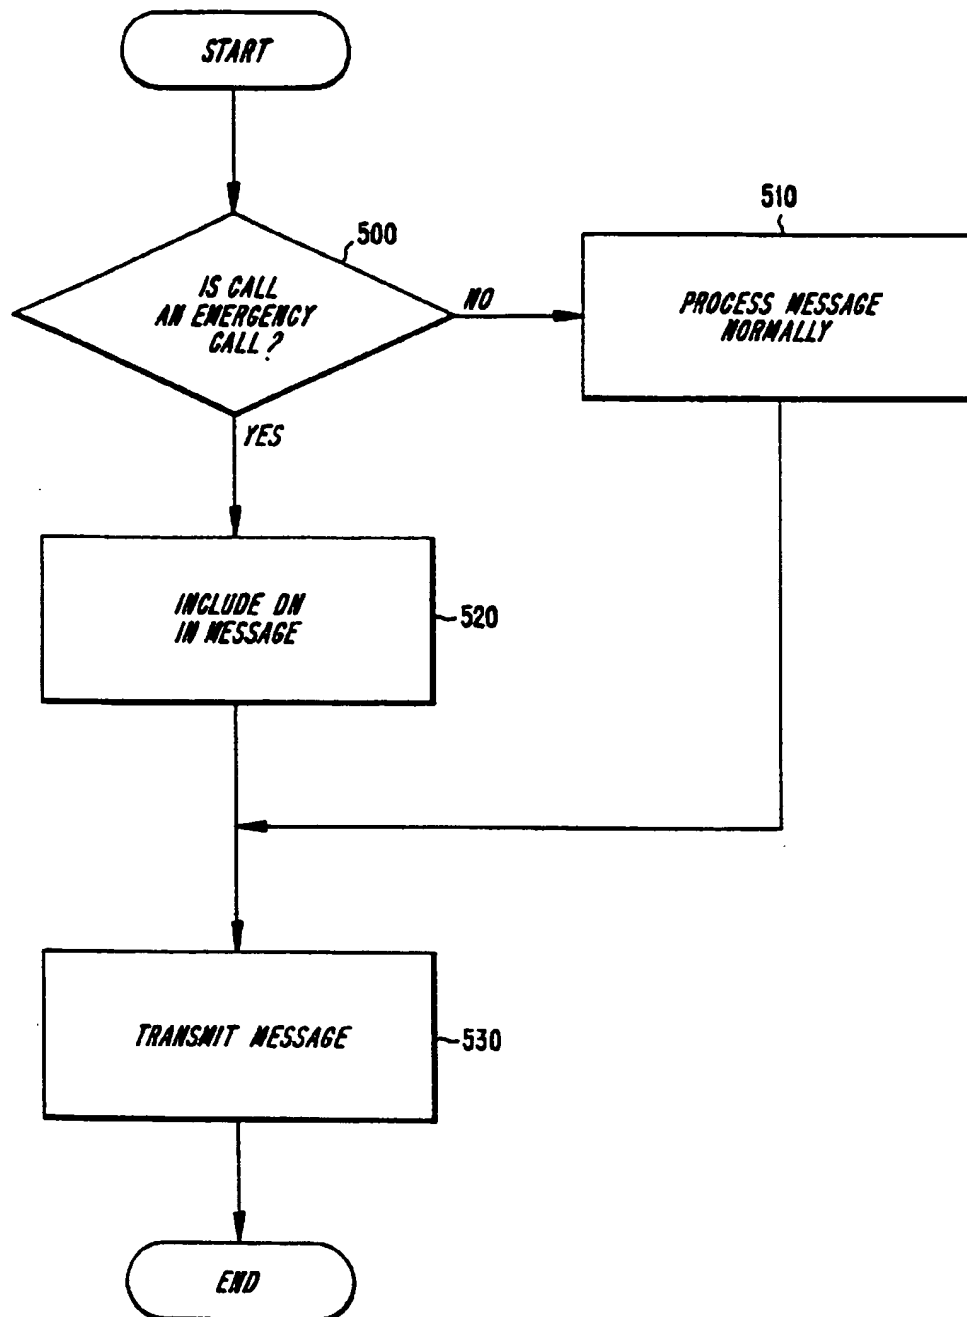 START
500
IS CALL
AN EMERGENCY
CALL?
NO
510
PROCESS MESSAGE
NORMALLY
YES
INCLUDE DN
IN MESSAGE
520
TRANSMIT MESSAGE
530
END